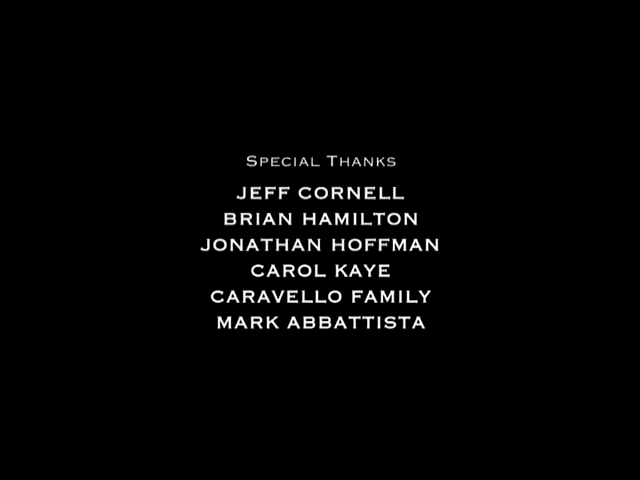 Special Thanks
JEFF CORNELL
BRIAN HAMILTON
JONATHAN HOFFMAN
CAROL KAYE
CARAVELLO FAMILY
MARK ABBATTISTA